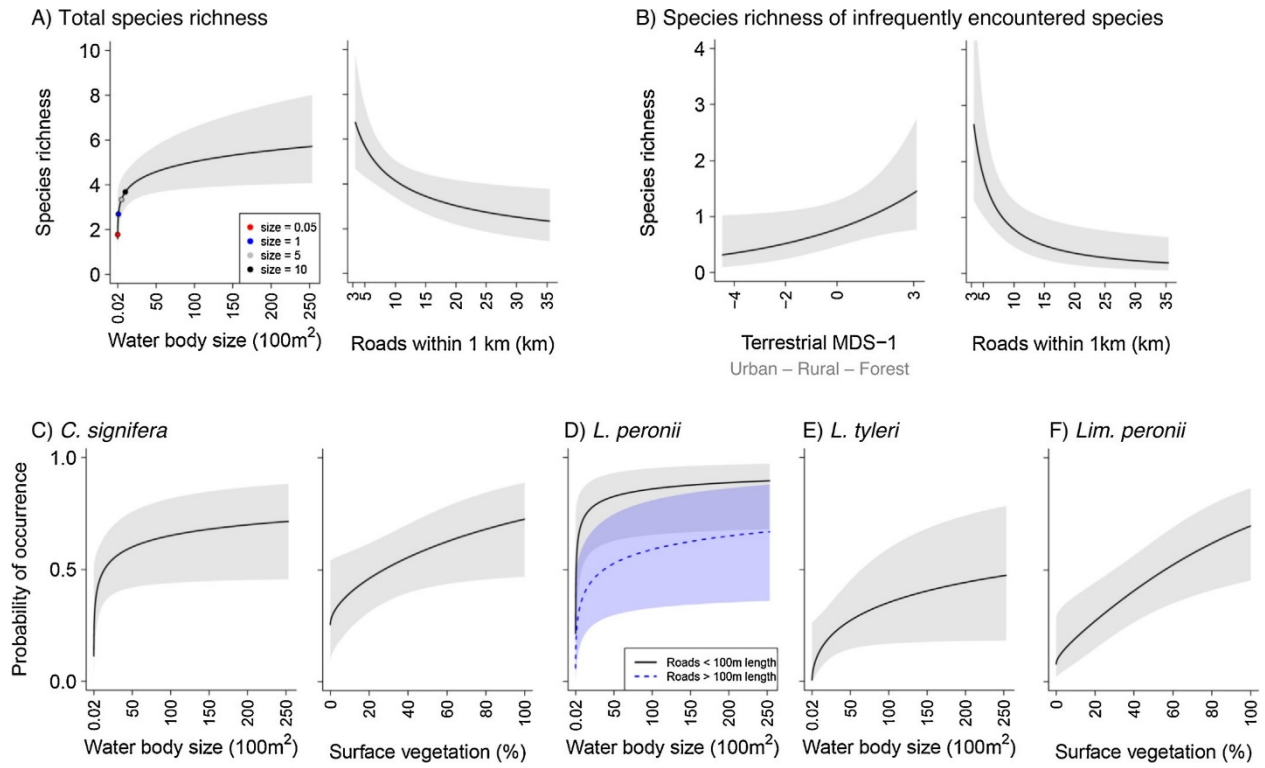 A) Total species richness
B) Species richness of infrequently encountered species
Species richness
0 2 4 6 8 10
0.02 50 100 150 200 250
Water body size (100m²)
size = 0.05
size = 1
size = 5
size = 10
3 5 10 15 20 25 30 35
Roads within 1 km (km)
Species richness
0 1 2 3 4
−4 −2 0 3
Terrestrial MDS−1
Urban – Rural – Forest
3 5 10 15 20 25 30 35
Roads within 1km (km)
C) C. signifera
D) L. peronii
E) L. tyleri
F) Lim. peronii
Probability of occurrence
0.0 0.5 1.0
0.02 50 100 150 200 250
Water body size (100m²)
0 20 40 60 80 100
Surface vegetation (%)
Roads < 100m length
Roads > 100m length
0.02 50 100 150 200 250
Water body size (100m²)
0.02 50 100 150 200 250
Water body size (100m²)
0 20 40 60 80 100
Surface vegetation (%)